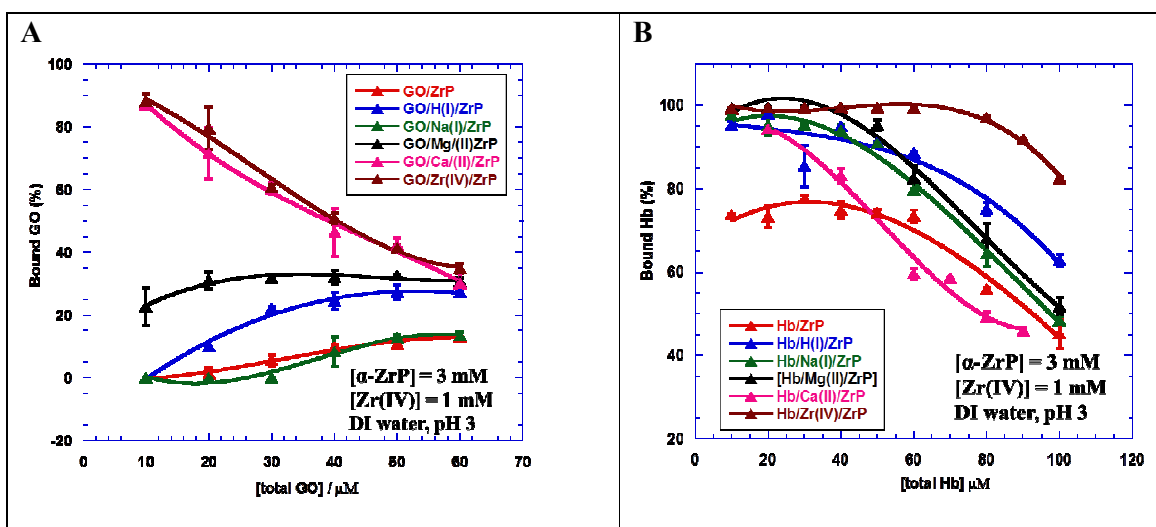 A
100
80
60
40
20
0
-20
Bound GO (%)
GO/ZrP
GO/H(I)/ZrP
GO/Na(I)/ZrP
GO/Mg/(II)/ZrP
GO/Ca/(II)/ZrP
GO/Zr(IV)/ZrP
[α-ZrP] = 3 mM
[Zr(IV)] = 1 mM
DI water, pH 3
0 10 20 30 40 50 60 70
[total GO] / µM
B
120
100
80
60
40
20
Bound Hb (%)
Hb/ZrP
Hb/H(I)/ZrP
Hb/Na(I)/ZrP
[Hb/Mg(II)/ZrP]
Hb/Ca(II)/ZrP
Hb/Zr(IV)/ZrP
[α-ZrP] = 3 mM
[Zr(IV)] = 1 mM
DI water, pH 3
0 20 40 60 80 100 120
[total Hb] µM